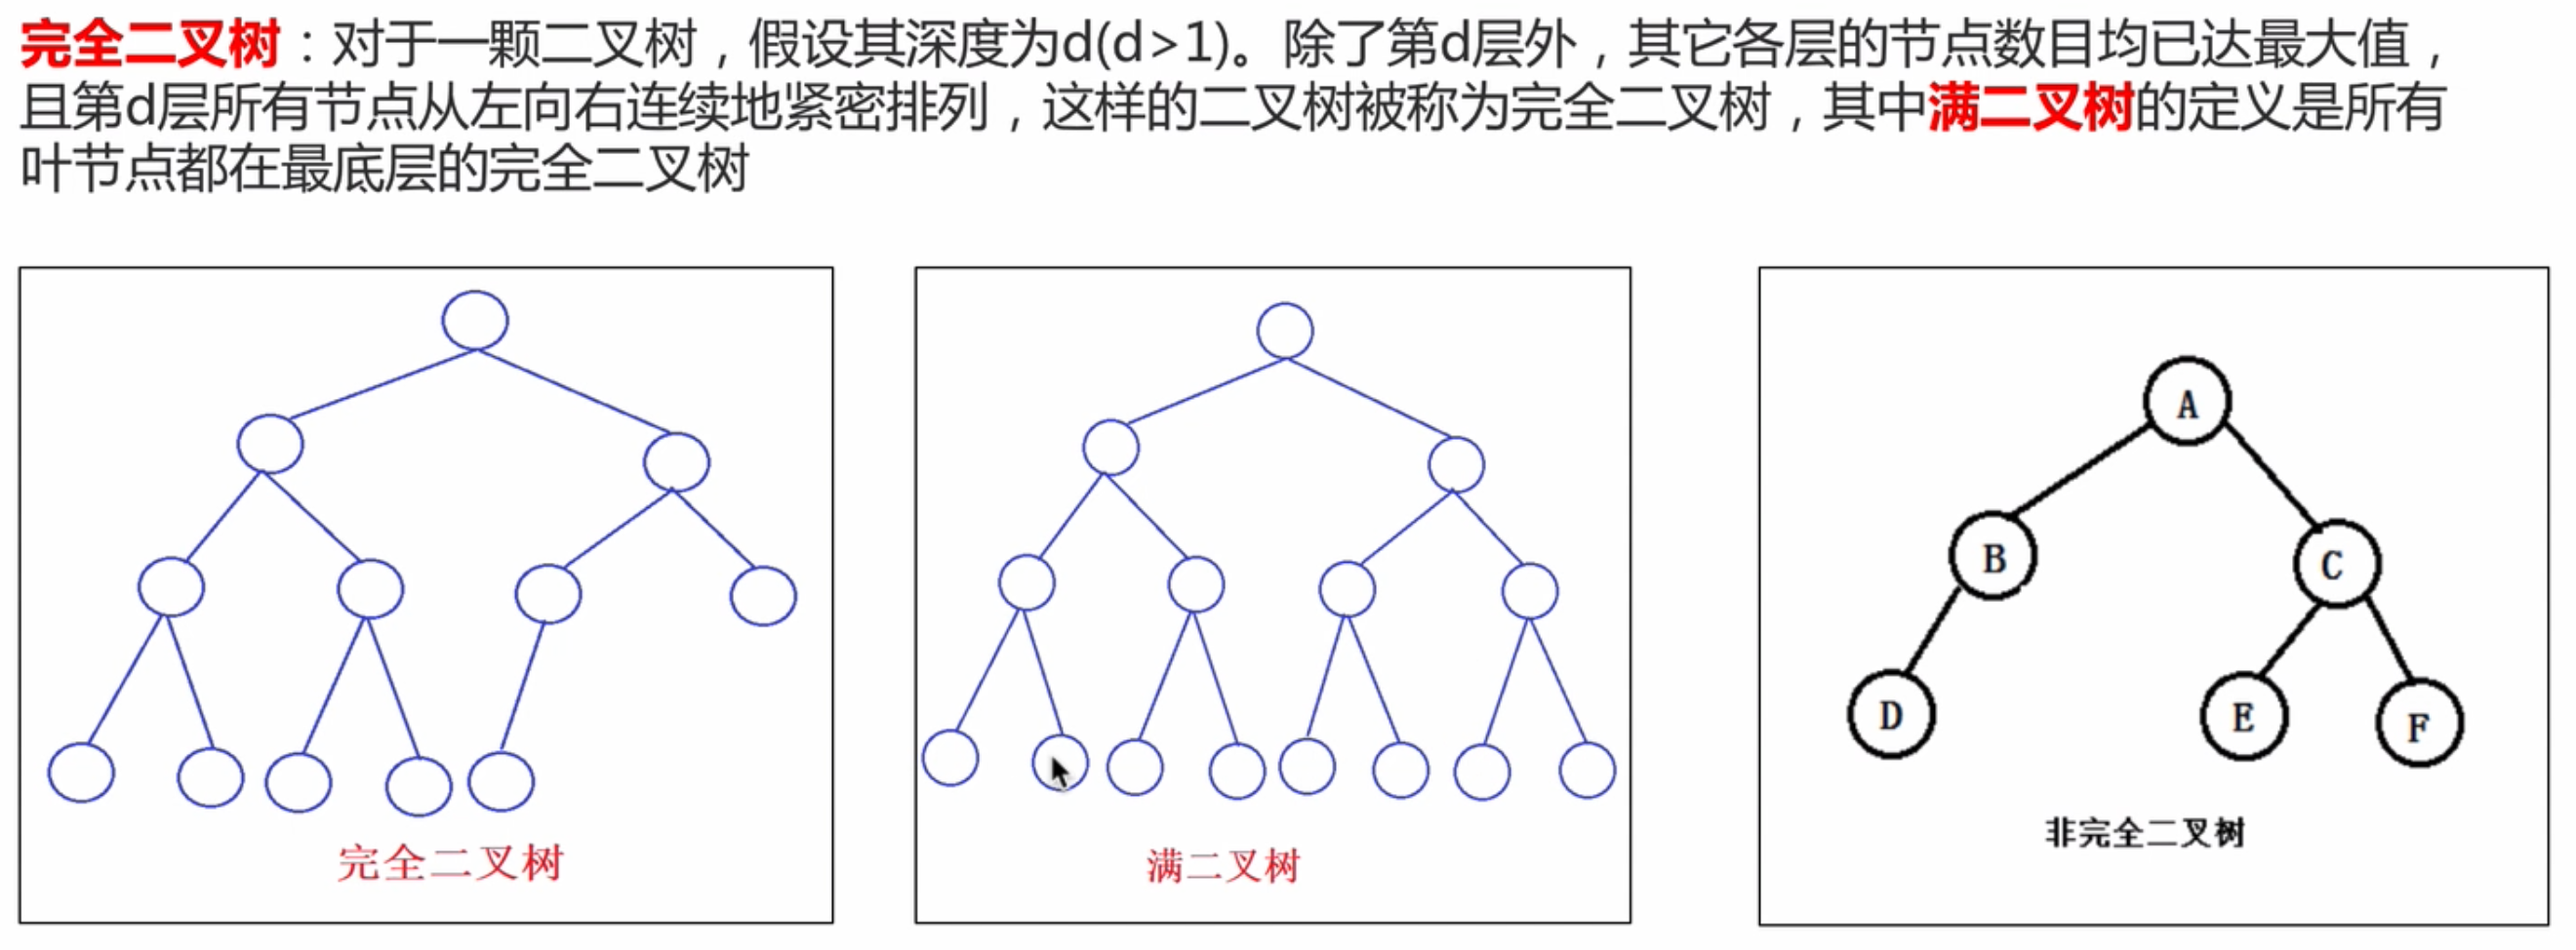 完全二叉树：对于一颗二叉树，假设其深度为d(d>1)。除了第d层外，其它各层的节点数目均已达最大值，
且第d层所有节点从左向右连续地紧密排列，这样的二叉树被称为完全二叉树，其中满二叉树的定义是所有
叶节点都在最底层的完全二叉树
完全二叉树
满二叉树
A
B
C
D
E
F
非完全二叉树